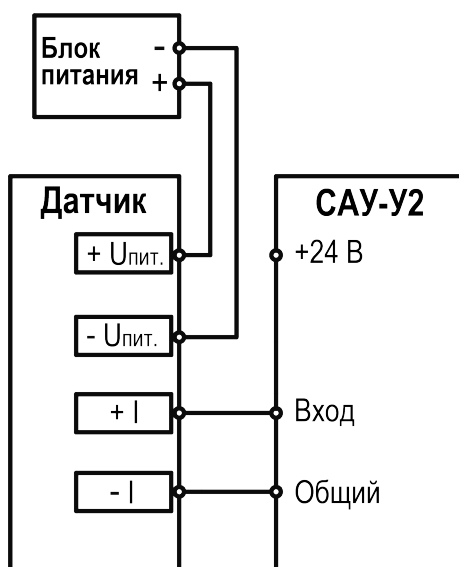 Блок
питания
-
+
Датчик
САУ-У2
+ Uпит.
+24 В
- Uпит.
+ I
Вход
- I
Общий